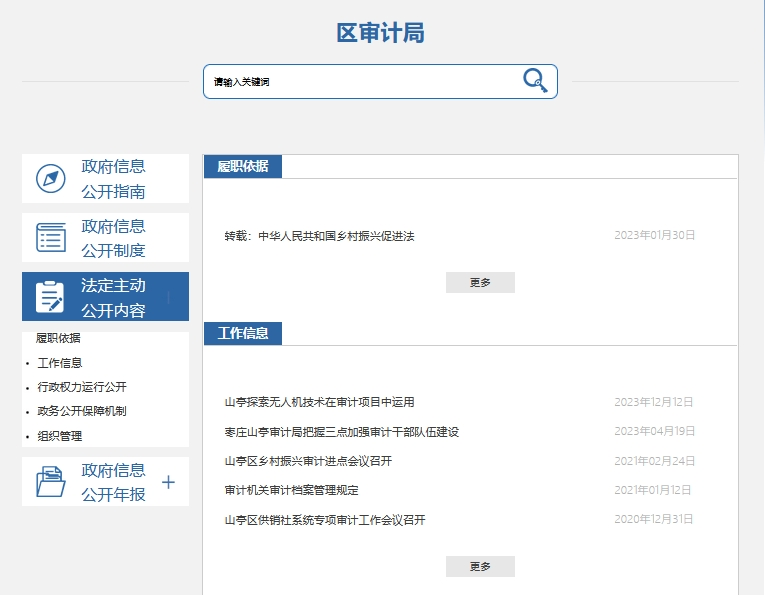 区审计局
请输入关键词
政府信息
公开指南
政府信息
公开制度
法定主动
公开内容
履职依据
· 工作信息
· 行政权力运行公开
· 政务公开保障机制
· 组织管理
政府信息
公开年报 +
履职依据
转载：中华人民共和国乡村振兴促进法 2023年01月30日
更多
工作信息
山亭探索无人机技术在审计项目中运用 2023年12月12日
枣庄山亭审计局把握三点加强审计干部队伍建设 2023年04月19日
山亭区乡村振兴审计进点会议召开 2021年02月24日
审计机关审计档案管理规定 2021年01月12日
山亭区供销社系统专项审计工作会议召开 2020年12月31日
更多